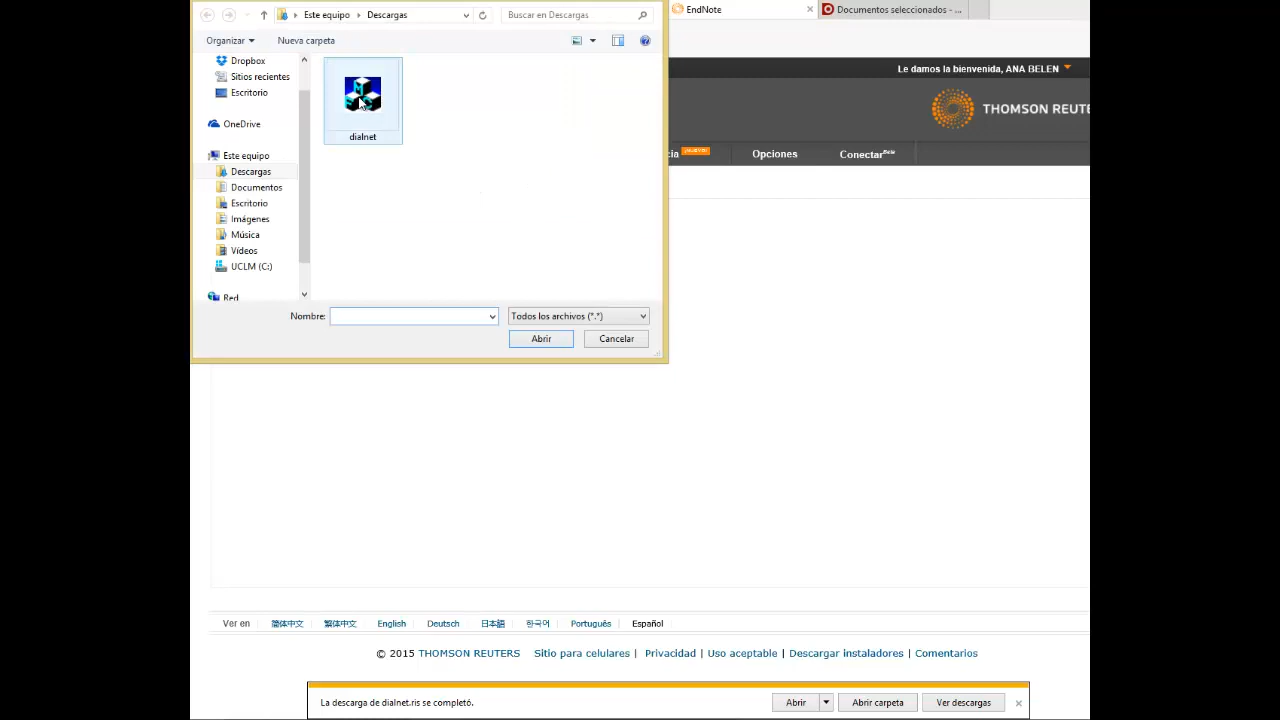 Este equipo
Descargas
Buscar en Descargas
EndNote
Documentos seleccionados - ...
Organizar
Nueva carpeta
Dropbox
Sitios recientes
Escritorio
OneDrive
Este equipo
Descargas
Documentos
Escritorio
Imágenes
Música
Vídeos
UCLM (C:)
Red
dialnet
Nombre:
Todos los archivos (*.*)
Abrir
Cancelar
Le damos la bienvenida, ANA BELEN
THOMSON REUTE
cia
Opciones
Conectar Beta
Ver en
简体中文
繁体中文
English
Deutsch
日本語
한국어
Português
Español
© 2015 THOMSON REUTERS Sitio para celulares | Privacidad | Uso aceptable | Descargar instaladores | Comentarios
La descarga de dialnet.ris se completó.
Abrir
Abrir carpeta
Ver descargas